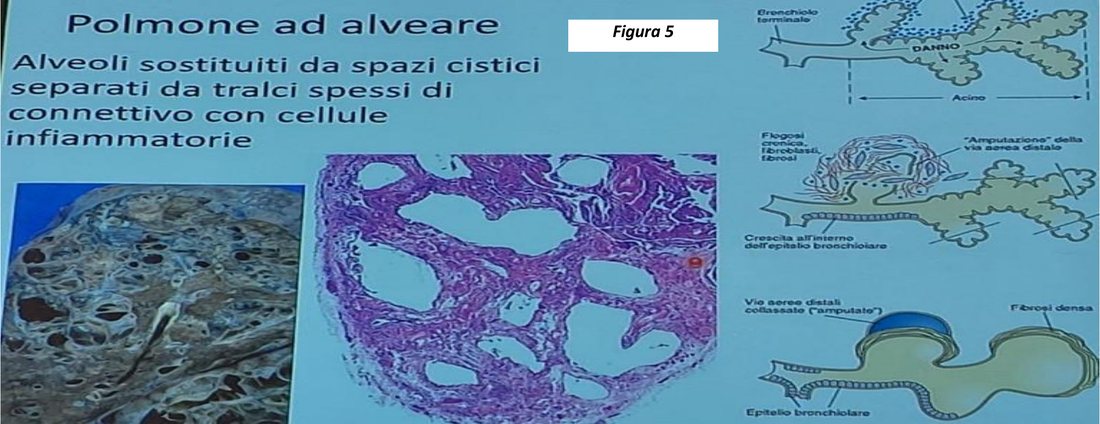 Polmone ad alveare
Alveoli sostituiti da spazi cistici
separati da tralci spessi di
connettivo con cellule
infiammatorie
Figura 5
Bronchiolo
terminale
DANNO
Acino
Flogosi
cronica,
fibroblasti,
fibrosi
"Amputazione" della
via aerea distale
Crescita all'interno
dell'epitelio bronchiolare
Vie aeree distali
collassate ("amputate")
Fibrosi densa
Epitelio bronchiolare